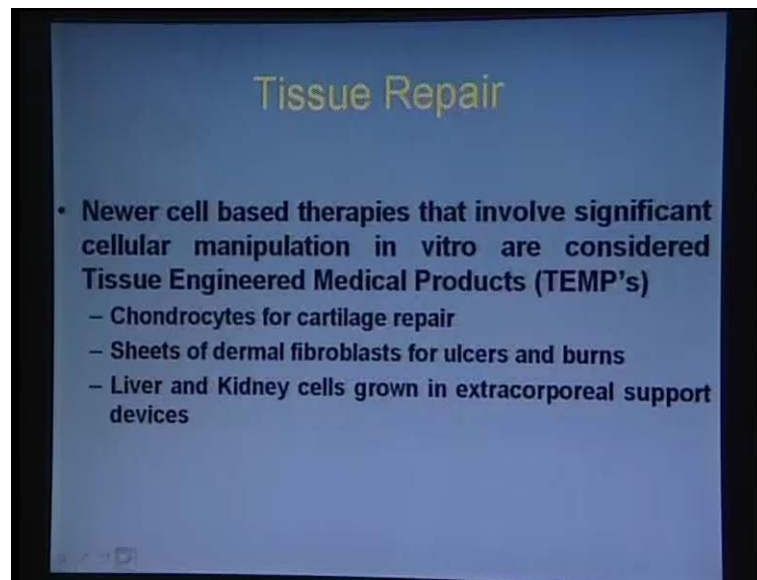 Tissue Repair
• Newer cell based therapies that involve significant
cellular manipulation in vitro are considered
Tissue Engineered Medical Products (TEMP's)
– Chondrocytes for cartilage repair
– Sheets of dermal fibroblasts for ulcers and burns
– Liver and Kidney cells grown in extracorporeal support
devices